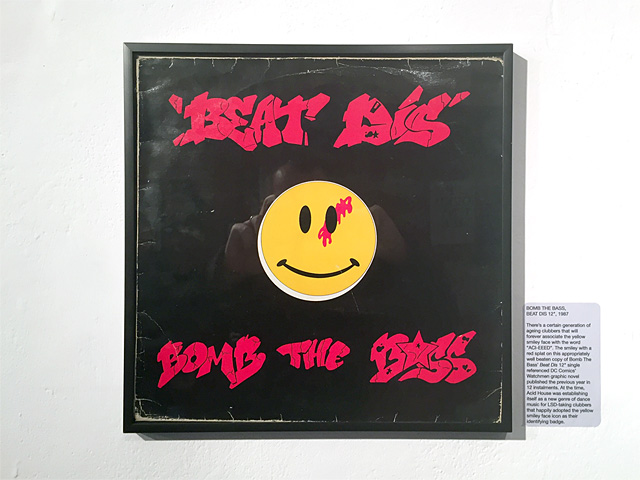 'BEAT DIS'
BOMB THE BASS
BOMB THE BASS,
BEAT DIS 12", 1987
There's a certain generation of
ageing clubbers that will
forever associate the yellow
smiley face with the word
"ACI-EEED". The smiley with a
red splat on this appropriately
well beaten copy of Bomb The
Bass' Beat Dis 12" single
referenced DC Comics'
Watchmen graphic novel
published the previous year in
12 instalments. At the time,
Acid House was establishing
itself as a new genre of dance
music for LSD-taking clubbers
that happily adopted the yellow
smiley face icon as their
identifying badge.